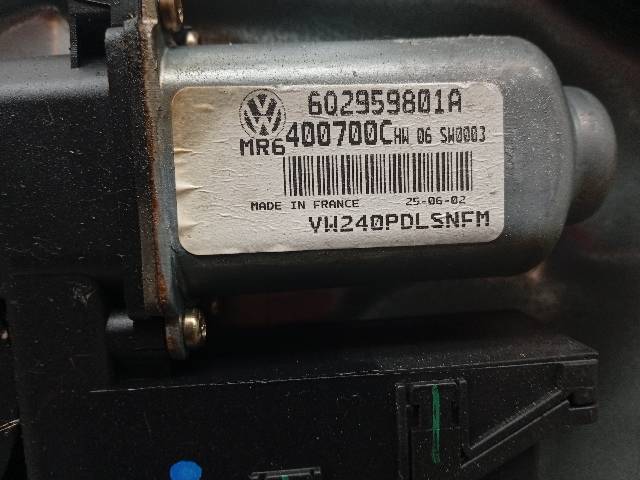 6Q2959801A
MR6400700C HW 06 SW0003
MADE IN FRANCE 25-06-02
VW240PDLSNFM